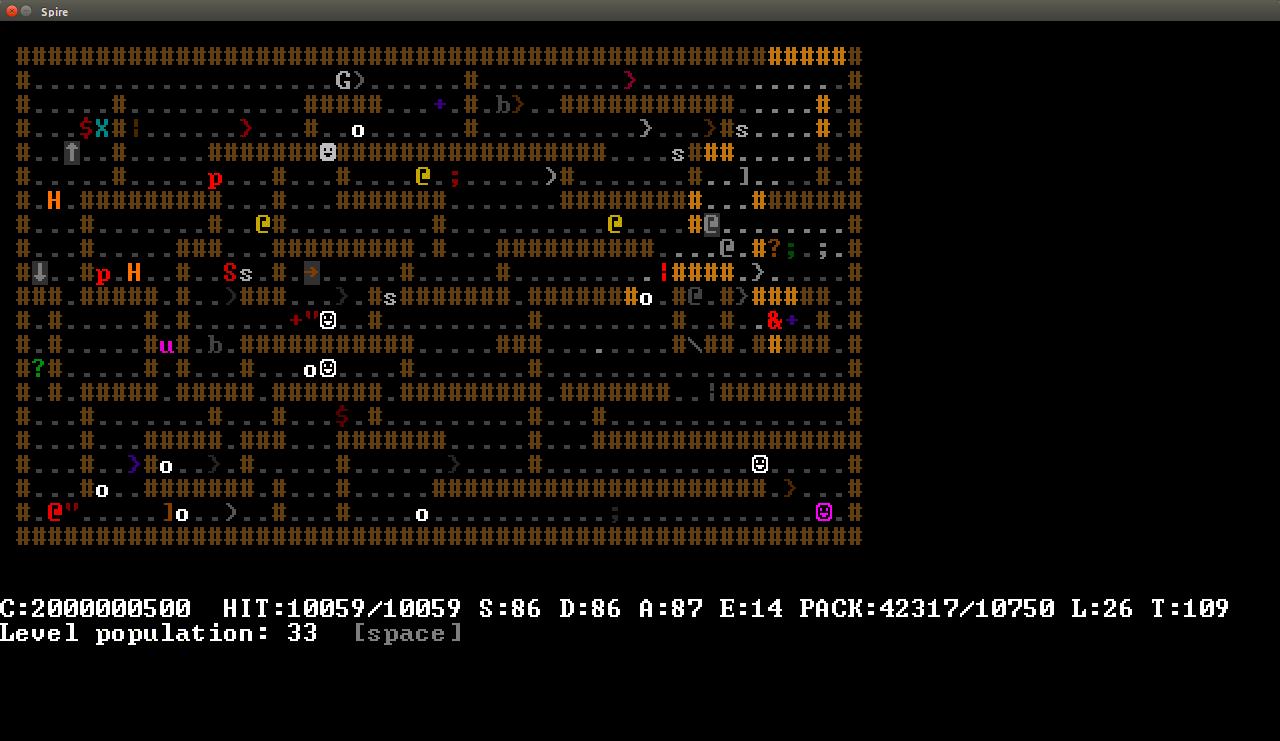 Spire
C:2000000500 HIT:10059/10059 S:86 D:86 A:87 E:14 PACK:42317/10750 L:26 T:109
Level population: 33 [space]